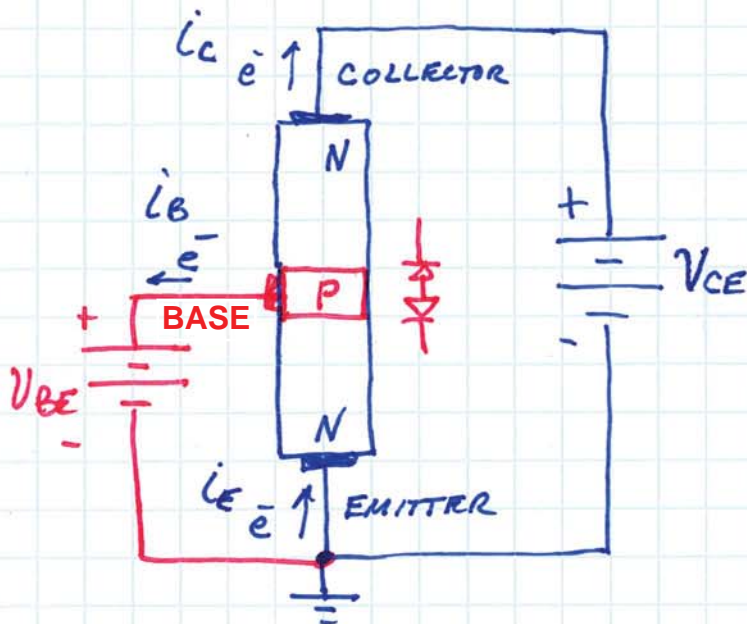 iC e- COLLECTOR
N
iB
e-
+
P
BASE
+
VCE
VBE
-
-
N
iE e- EMITTER